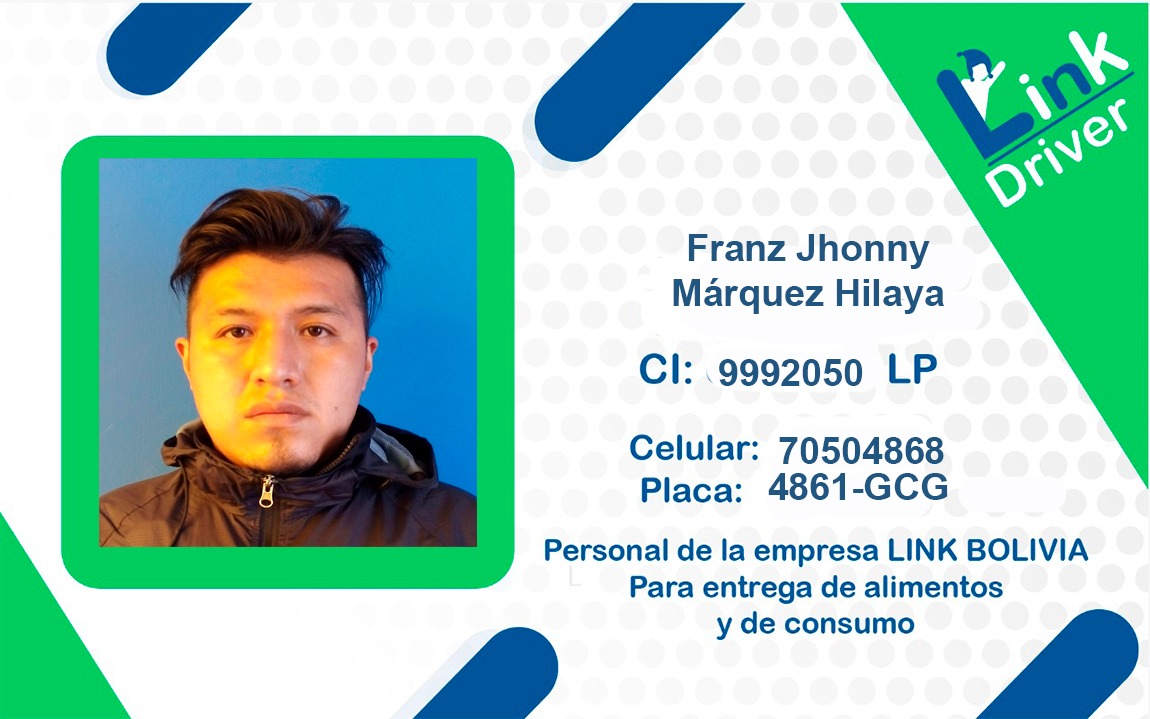 Link
Driver
Franz Jhonny
Márquez Hilaya
CI: 9992050 LP
Celular: 70504868
Placa: 4861-GCG
Personal de la empresa LINK BOLIVIA
Para entrega de alimentos
y de consumo